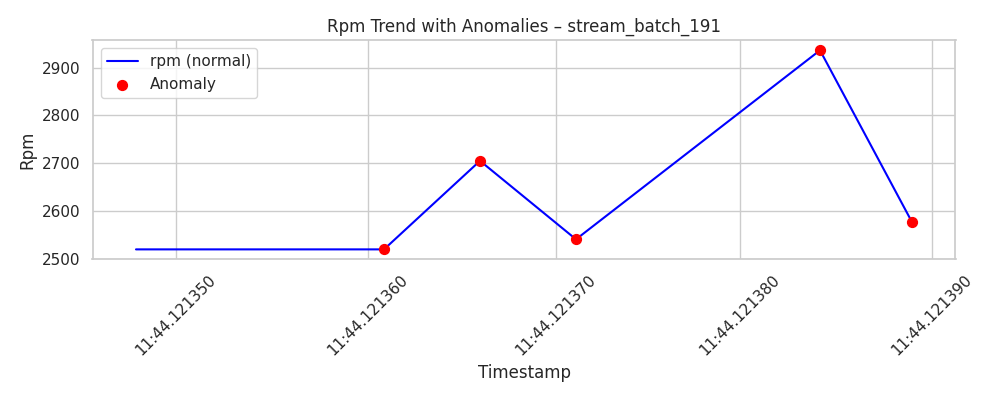 Rpm Trend with Anomalies – stream_batch_191
rpm (normal)
Anomaly
2900
2800
2700
2600
2500
Rpm
11:44.121350
11:44.121360
11:44.121370
11:44.121380
11:44.121390
Timestamp